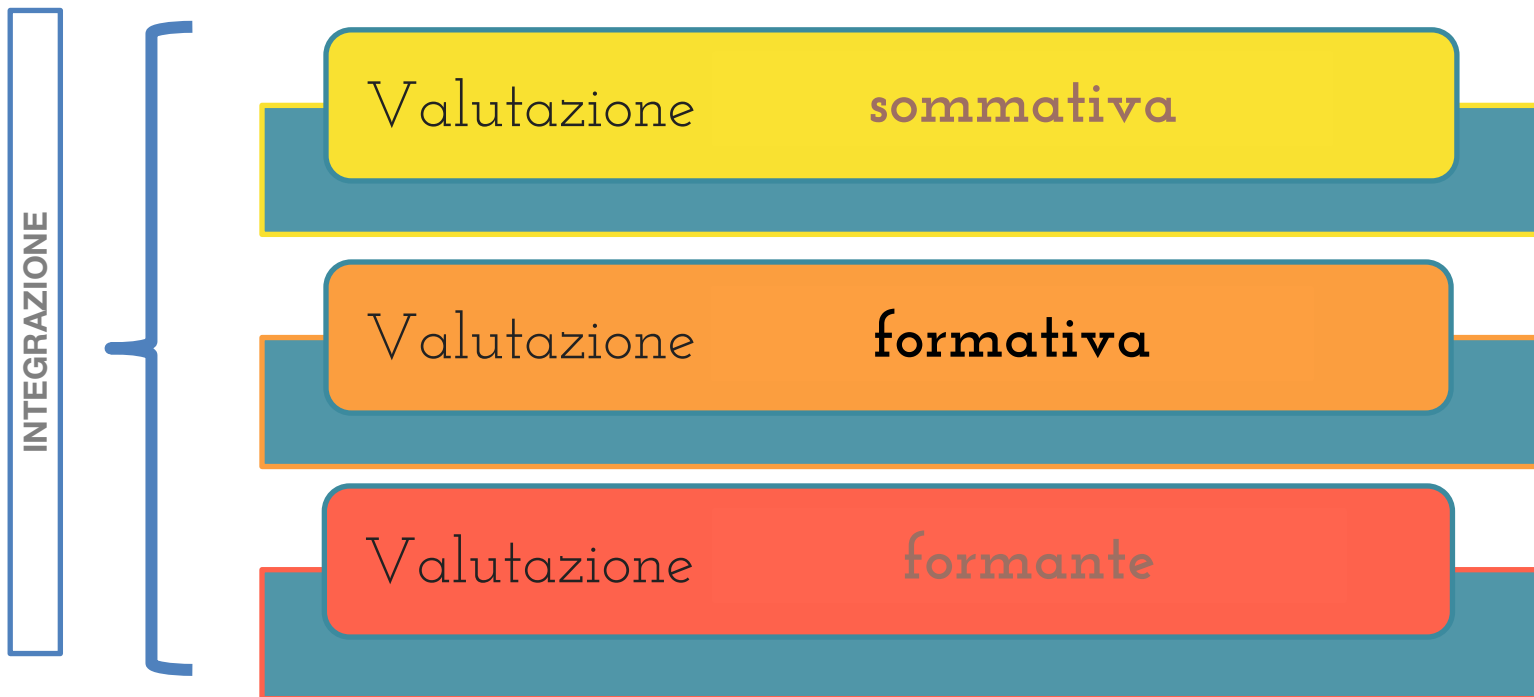 INTEGRAZIONE
Valutazione sommativa
Valutazione formativa
Valutazione formante